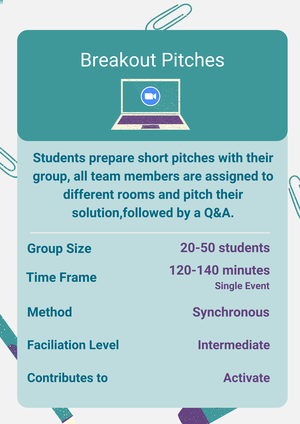 Breakout Pitches
Students prepare short pitches with their
group, all team members are assigned to
different rooms and pitch their
solution,followed by a Q&A.
Group Size 20-50 students
Time Frame 120-140 minutes
Single Event
Method Synchronous
Faciliation Level Intermediate
Contributes to Activate